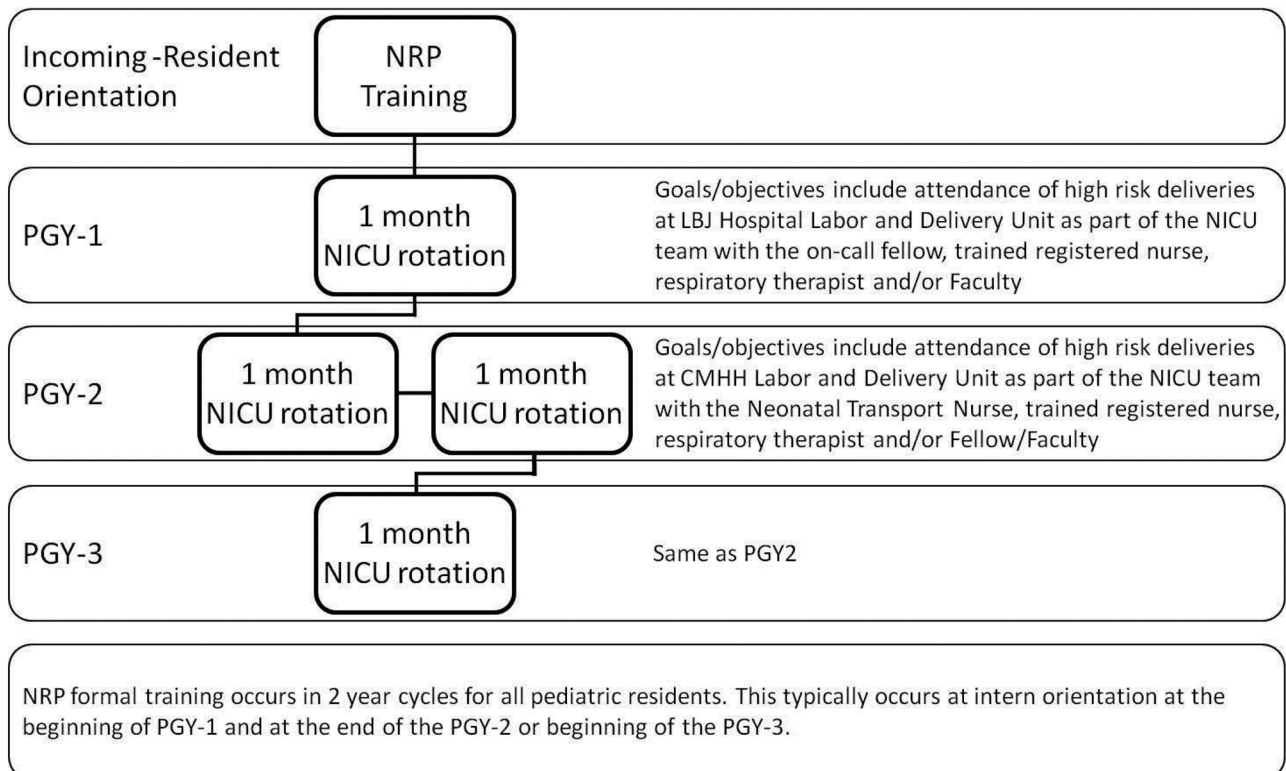 Incoming -Resident
Orientation
NRP
Training
PGY-1
1 month
NICU rotation
Goals/objectives include attendance of high risk deliveries
at LBJ Hospital Labor and Delivery Unit as part of the NICU
team with the on-call fellow, trained registered nurse,
respiratory therapist and/or Faculty
PGY-2
1 month
NICU rotation
1 month
NICU rotation
Goals/objectives include attendance of high risk deliveries
at CMHH Labor and Delivery Unit as part of the NICU team
with the Neonatal Transport Nurse, trained registered nurse,
respiratory therapist and/or Fellow/Faculty
PGY-3
1 month
NICU rotation
Same as PGY2
NRP formal training occurs in 2 year cycles for all pediatric residents. This typically occurs at intern orientation at the
beginning of PGY-1 and at the end of the PGY-2 or beginning of the PGY-3.